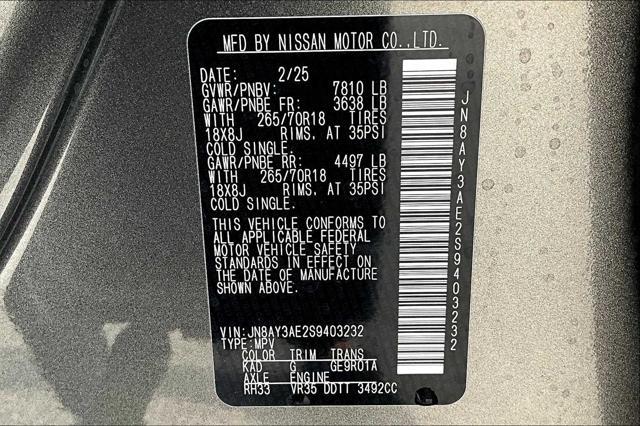 MFD BY NISSAN MOTOR CO.,LTD.
DATE: 2/25
GVWR/PNBV: 7810 LB
GAWR/PNBE FR: 3638 LB
WITH 265/70R18 TIRES
18X8J RIMS, AT 35PSI
COLD SINGLE.
GAWR/PNBE RR: 4497 LB
WITH 265/70R18 TIRES
18X8J RIMS, AT 35PSI
COLD SINGLE.
THIS VEHICLE CONFORMS TO
ALL APPLICABLE FEDERAL
MOTOR VEHICLE SAFETY
STANDARDS IN EFFECT ON
THE DATE OF MANUFACTURE
SHOWN ABOVE.
VIN:JN8AY3AE2S9403232
TYPE:MPV
COLOR TRIM TRANS
KAD G GE9R01A
AXLE ENGINE
RH33 VR35 DDTT 3492CC
JN8AY3AE2S9403232